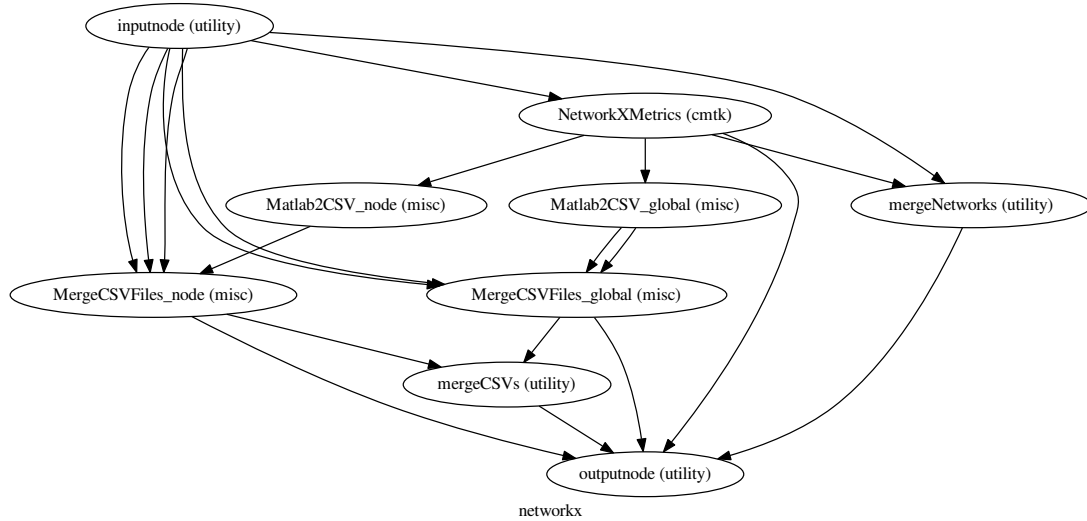 inputnode (utility)
NetworkXMetrics (cmtk)
Matlab2CSV_node (misc)
Matlab2CSV_global (misc)
mergeNetworks (utility)
MergeCSVFiles_node (misc)
MergeCSVFiles_global (misc)
mergeCSVs (utility)
outputnode (utility)
networkx